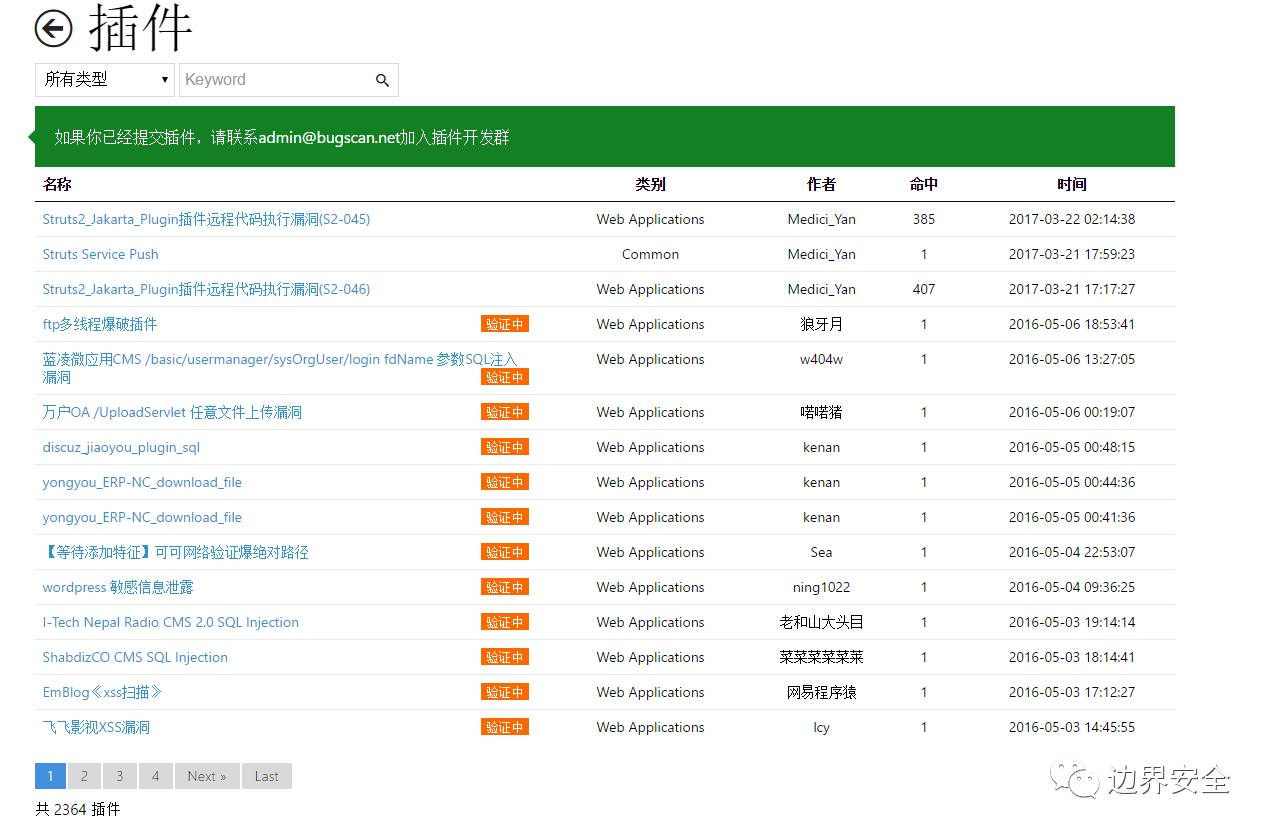 插件
所有类型 Keyword
如果你已经提交插件，请联系admin@bugscan.net加入插件开发群
名称 类别 作者 命中 时间
Struts2_Jakarta_Plugin插件远程代码执行漏洞(S2-045) Web Applications Medici_Yan 385 2017-03-22 02:14:38
Struts Service Push Common Medici_Yan 1 2017-03-21 17:59:23
Struts2_Jakarta_Plugin插件远程代码执行漏洞(S2-046) Web Applications Medici_Yan 407 2017-03-21 17:17:27
ftp多线程爆破插件 验证中 Web Applications 狼牙月 1 2016-05-06 18:53:41
蓝凌微应用CMS /basic/usermanager/sysOrgUser/login fdName 参数SQL注入 Web Applications w404w 1 2016-05-06 13:27:05
漏洞 验证中
万户OA /UploadServlet 任意文件上传漏洞 验证中 Web Applications 喏喏猪 1 2016-05-06 00:19:07
discuz_jiaoyou_plugin_sql 验证中 Web Applications kenan 1 2016-05-05 00:48:15
yongyou_ERP-NC_download_file 验证中 Web Applications kenan 1 2016-05-05 00:44:36
yongyou_ERP-NC_download_file 验证中 Web Applications kenan 1 2016-05-05 00:41:36
【等待添加特征】可可网络验证爆绝对路径 验证中 Web Applications Sea 1 2016-05-04 22:53:07
wordpress 敏感信息泄露 验证中 Web Applications ning1022 1 2016-05-04 09:36:25
I-Tech Nepal Radio CMS 2.0 SQL Injection 验证中 Web Applications 老和山大头目 1 2016-05-03 19:14:14
ShabdizCO CMS SQL Injection 验证中 Web Applications 菜菜菜菜菜菜 1 2016-05-03 18:14:41
EmBlog《xss扫描》 验证中 Web Applications 网易程序猿 1 2016-05-03 17:12:27
飞飞影视XSS漏洞 验证中 Web Applications lcy 1 2016-05-03 14:45:55
1 2 3 4 Next » Last
边界安全
共 2364 插件